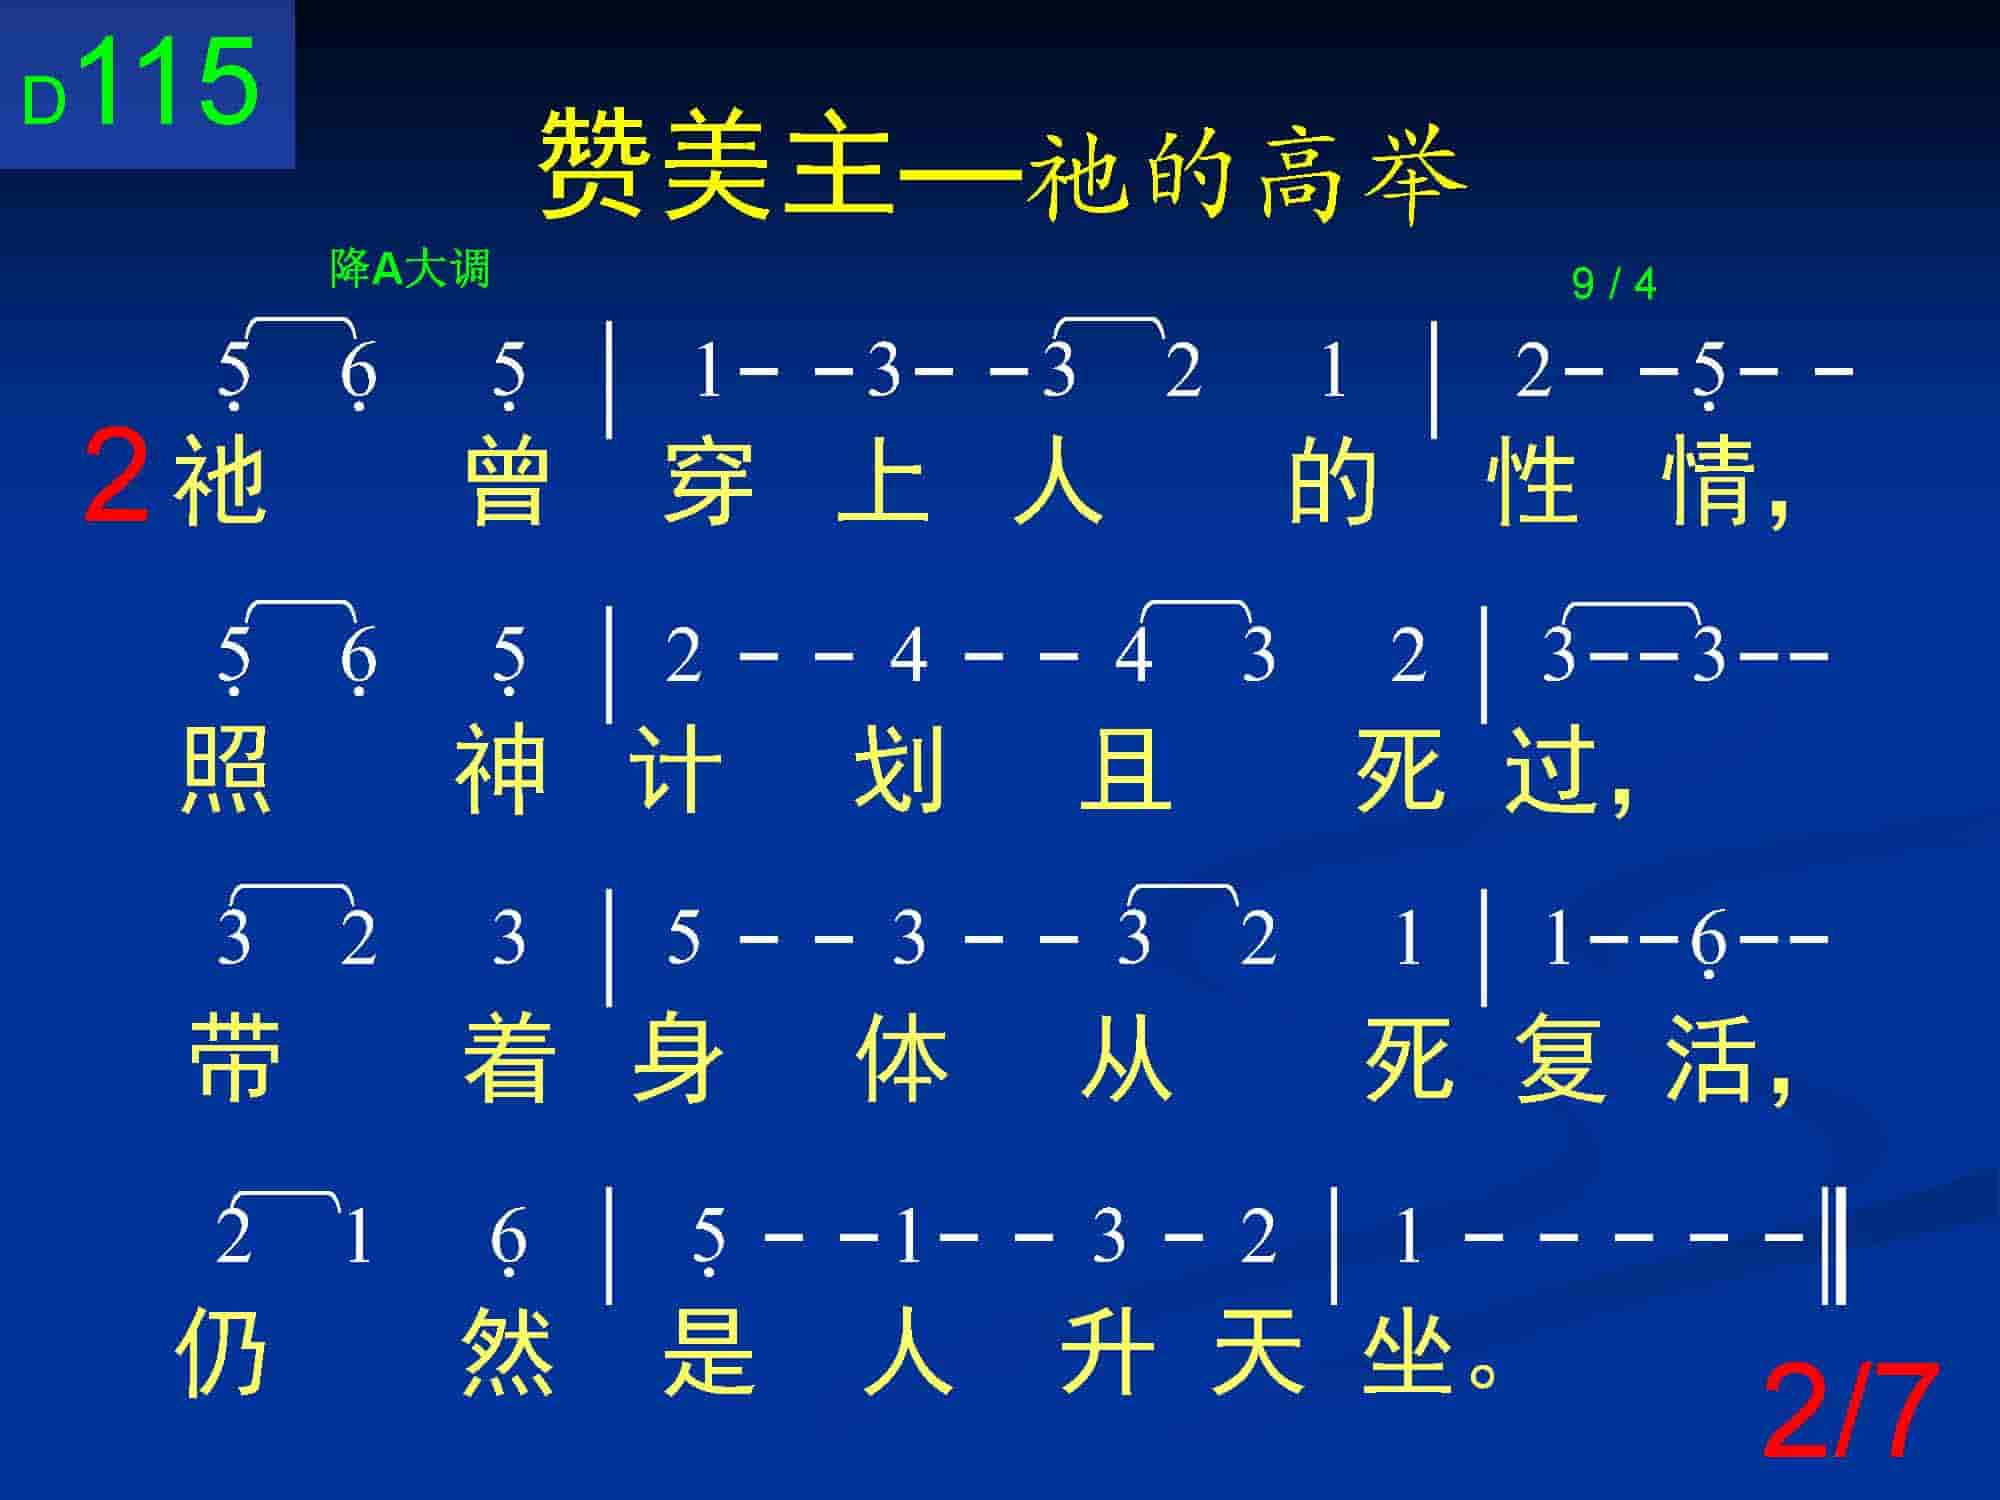 D115
赞美主—祂的高举
降A大调 9 / 4
5̣ 6̣ 5̣ | 1 - - 3 - - 3 2 1 | 2 - - 5̣ - -
2 祂 曾 穿 上 人 的 性 情，
5̣ 6̣ 5̣ | 2 - - 4 - - 4 3 2 | 3 - - 3 - -
照 神 计 划 且 死 过，
3 2 3 | 5 - - 3 - - 3 2 1 | 1 - - 6̣ - -
带 着 身 体 从 死 复 活，
2 1 6̣ | 5̣ - - 1 - - 3 - 2 | 1 - - - - - ‖
仍 然 是 人 升 天 坐。
2/7